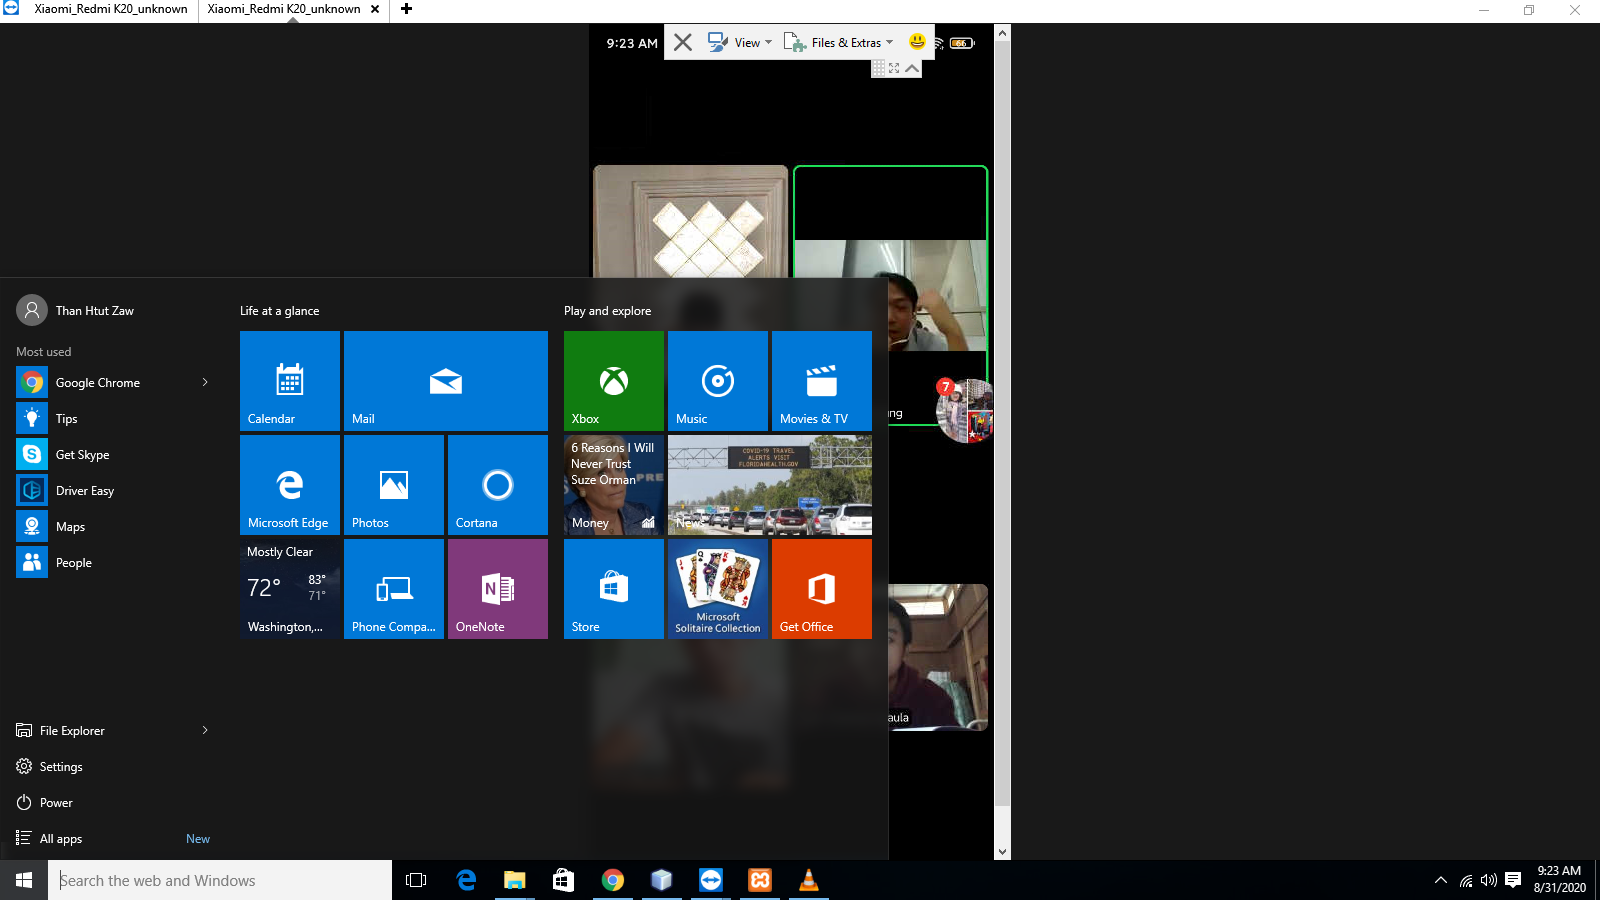 Xiaomi_Redmi K20_unknown
Xiaomi_Redmi K20_unknown
9:23 AM
View
Files & Extras
66
Than Htut Zaw
Most used
Google Chrome
Tips
Get Skype
Driver Easy
Maps
People
File Explorer
Settings
Power
All apps
New
Life at a glance
Calendar
Mail
Microsoft Edge
Photos
Cortana
Mostly Clear
72°
83°
71°
Washington,...
Phone Compa...
OneNote
Play and explore
Xbox
Music
Movies & TV
6 Reasons I Will
Never Trust
Suze Orman
Money
COVID-19 TRAVEL
ALERTS VISIT
FLORIDAHEALTH.GOV
News
Store
Microsoft
Solitaire Collection
Get Office
7
ung
aula
Search the web and Windows
9:23 AM
8/31/2020